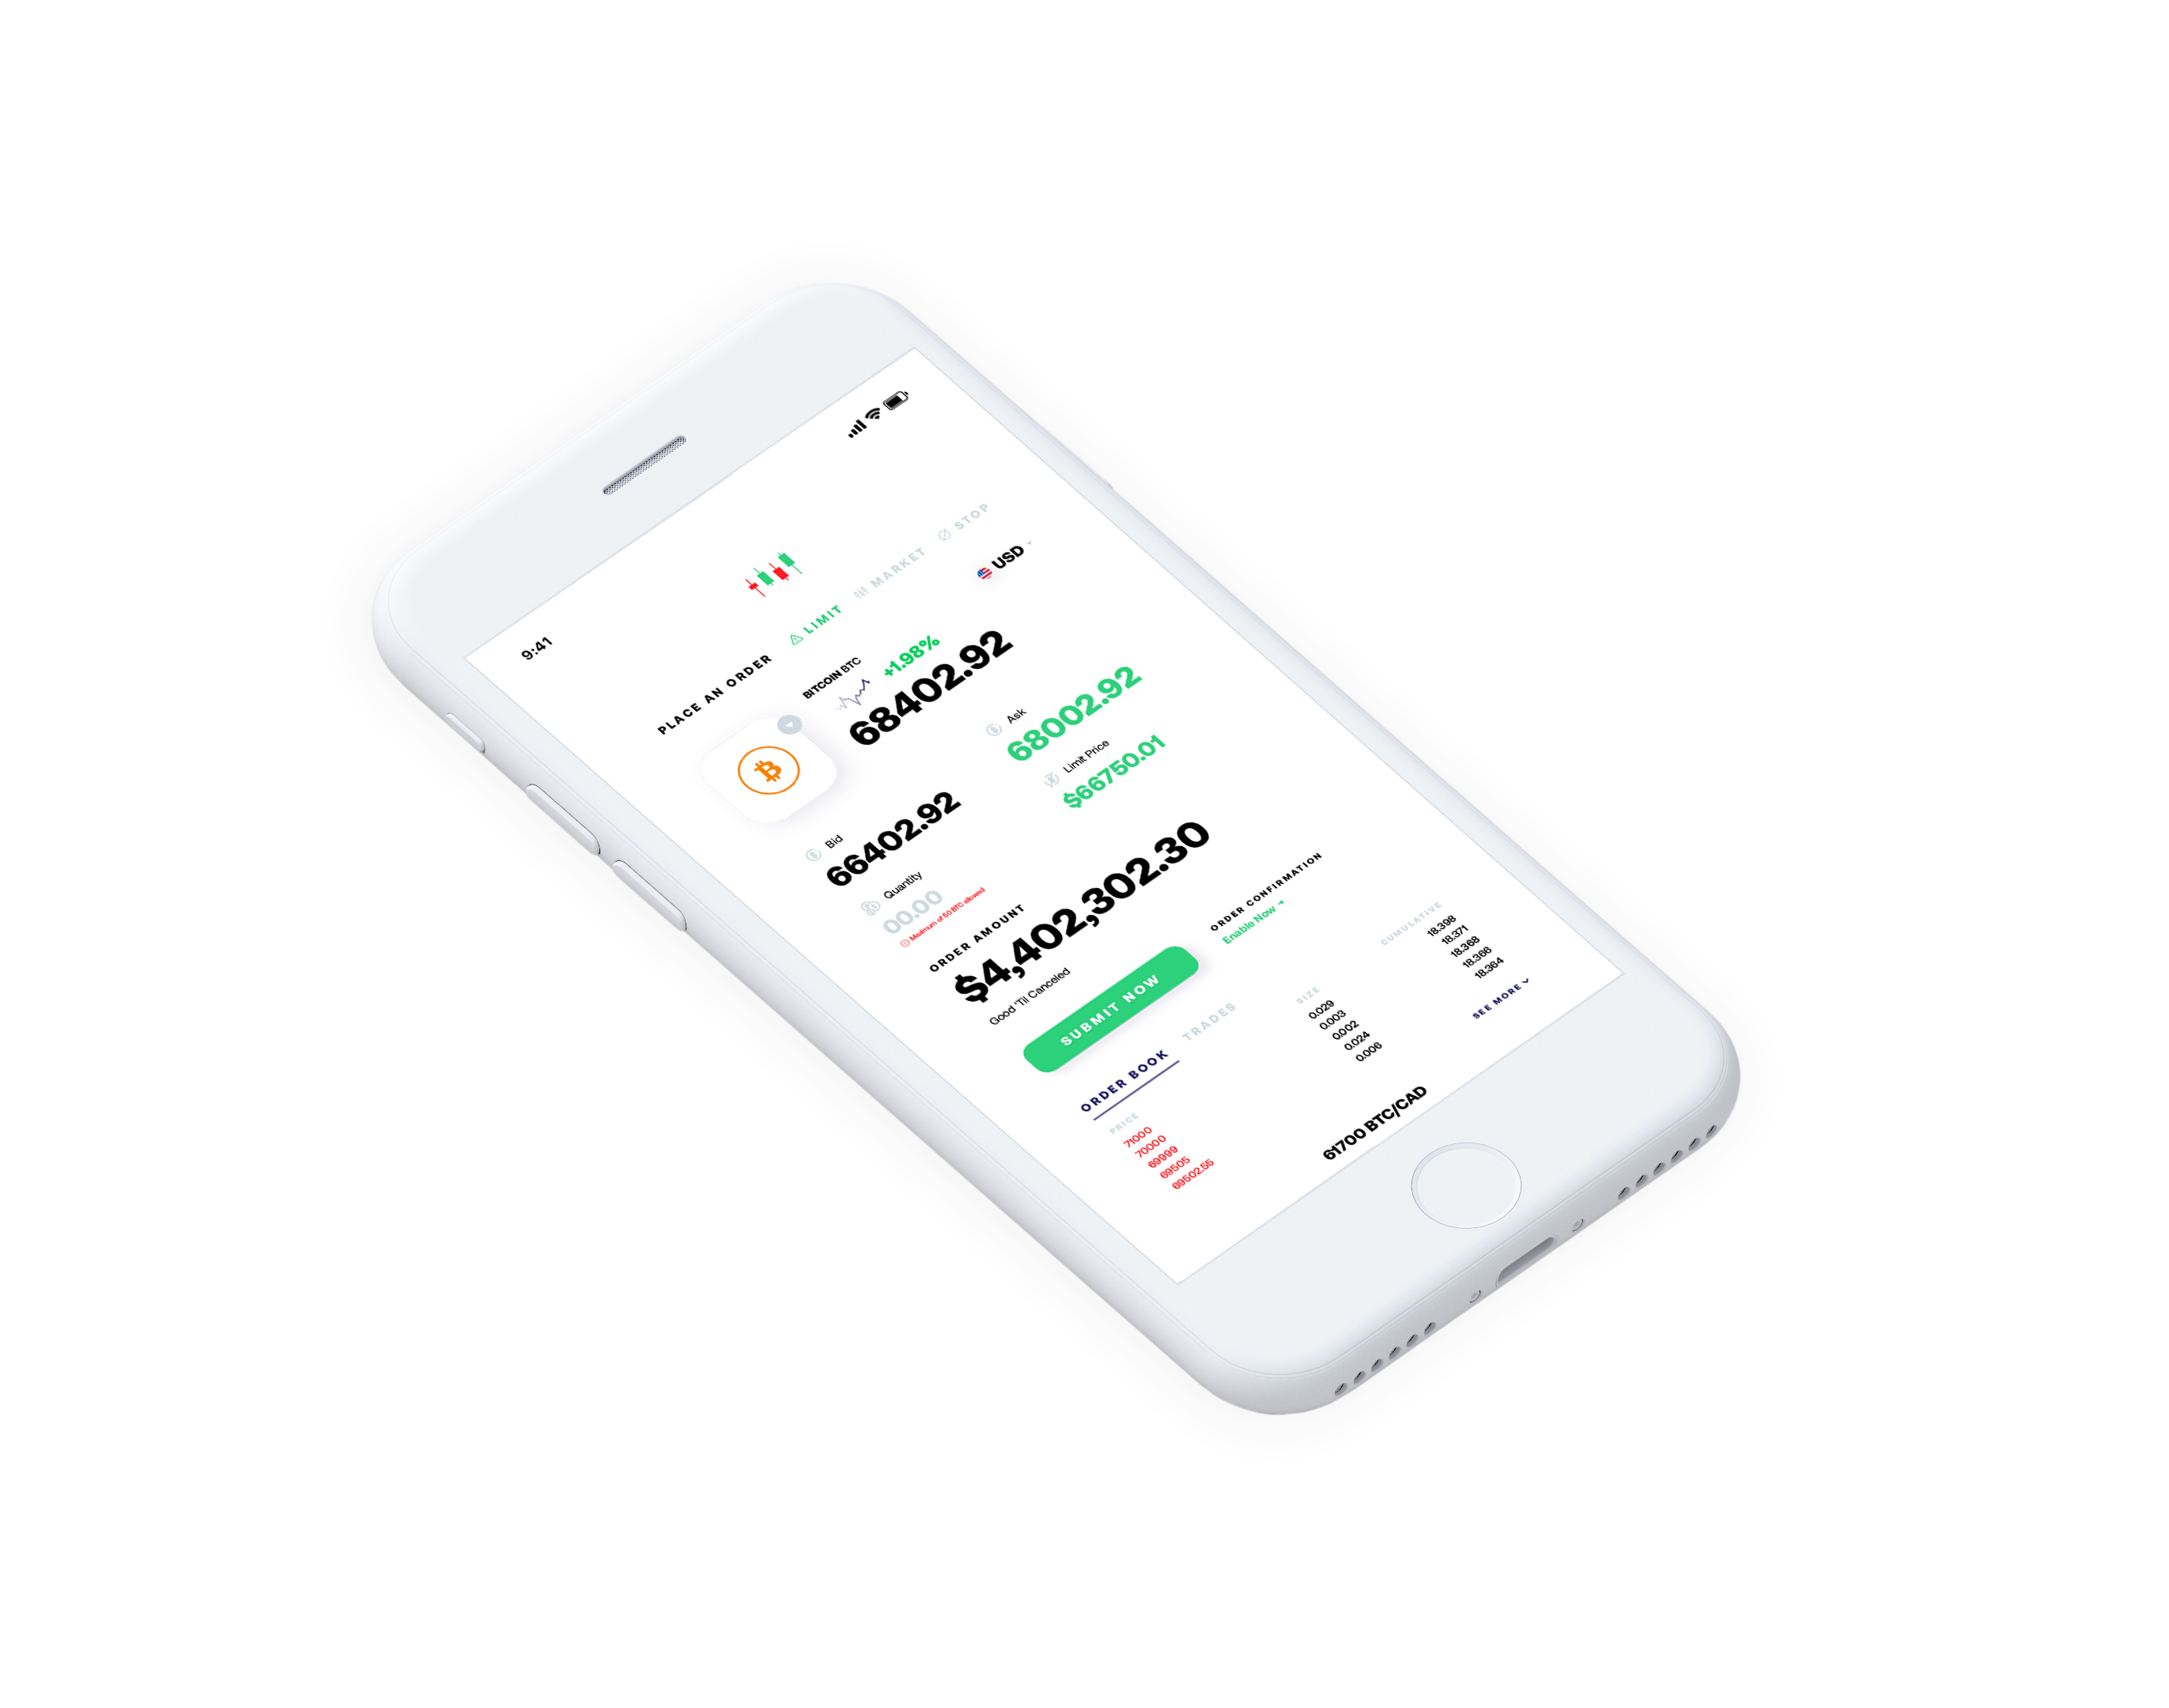 9:41
PLACE AN ORDER LIMIT MARKET STOP
BITCOIN BTC USD
+1.98%
68402.92
Bid Ask
66402.92 68002.92
Quantity Limit Price
00.00 $66750.01
Maximum of 50 BTC allowed
ORDER AMOUNT
$4,402,302.30
Good 'Til Canceled
SUBMIT NOW
ORDER CONFIRMATION
Enable Now
ORDER BOOK TRADES
PRICE SIZE CUMULATIVE
71000 0.029 18.398
70000 0.003 18.371
69999 0.002 18.368
69505 0.024 18.366
69502.55 0.006 18.364
SEE MORE
61700 BTC/CAD